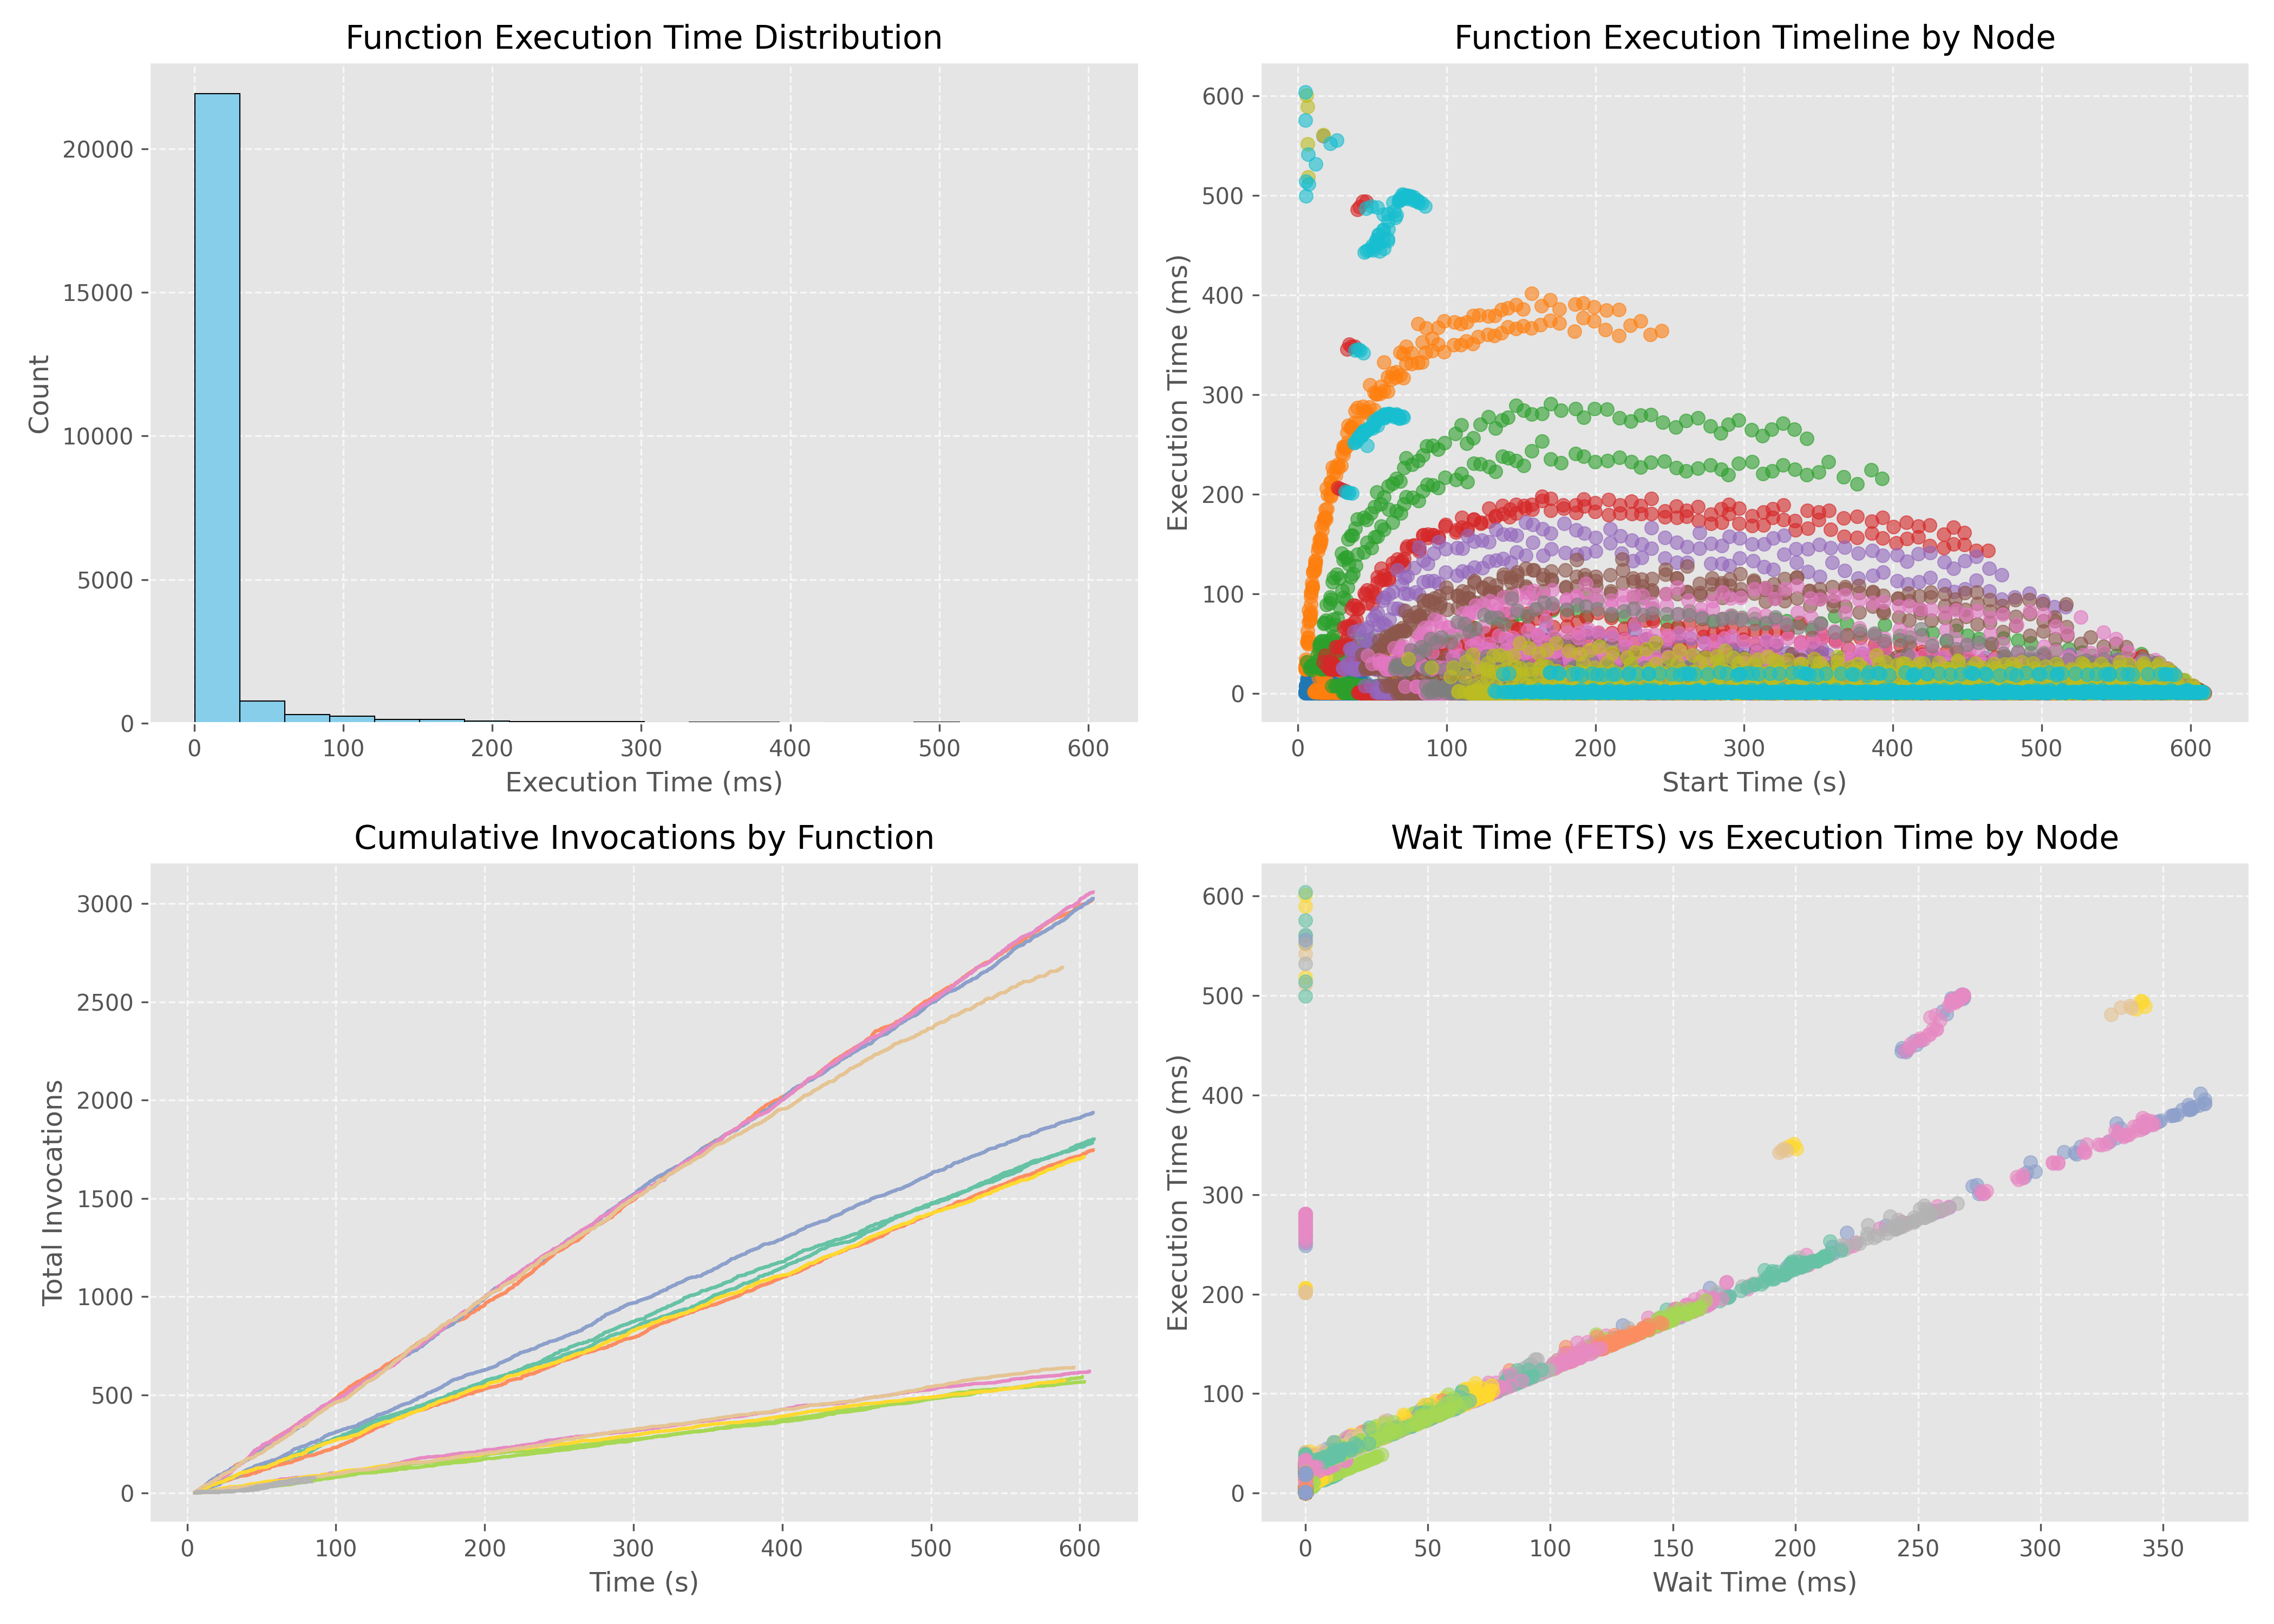 Function Execution Time Distribution
Count
20000
15000
10000
5000
0
0 100 200 300 400 500 600
Execution Time (ms)
Function Execution Timeline by Node
Execution Time (ms)
600
500
400
300
200
100
0
0 100 200 300 400 500 600
Start Time (s)
Cumulative Invocations by Function
Total Invocations
3000
2500
2000
1500
1000
500
0
0 100 200 300 400 500 600
Time (s)
Wait Time (FETS) vs Execution Time by Node
Execution Time (ms)
600
500
400
300
200
100
0
0 50 100 150 200 250 300 350
Wait Time (ms)